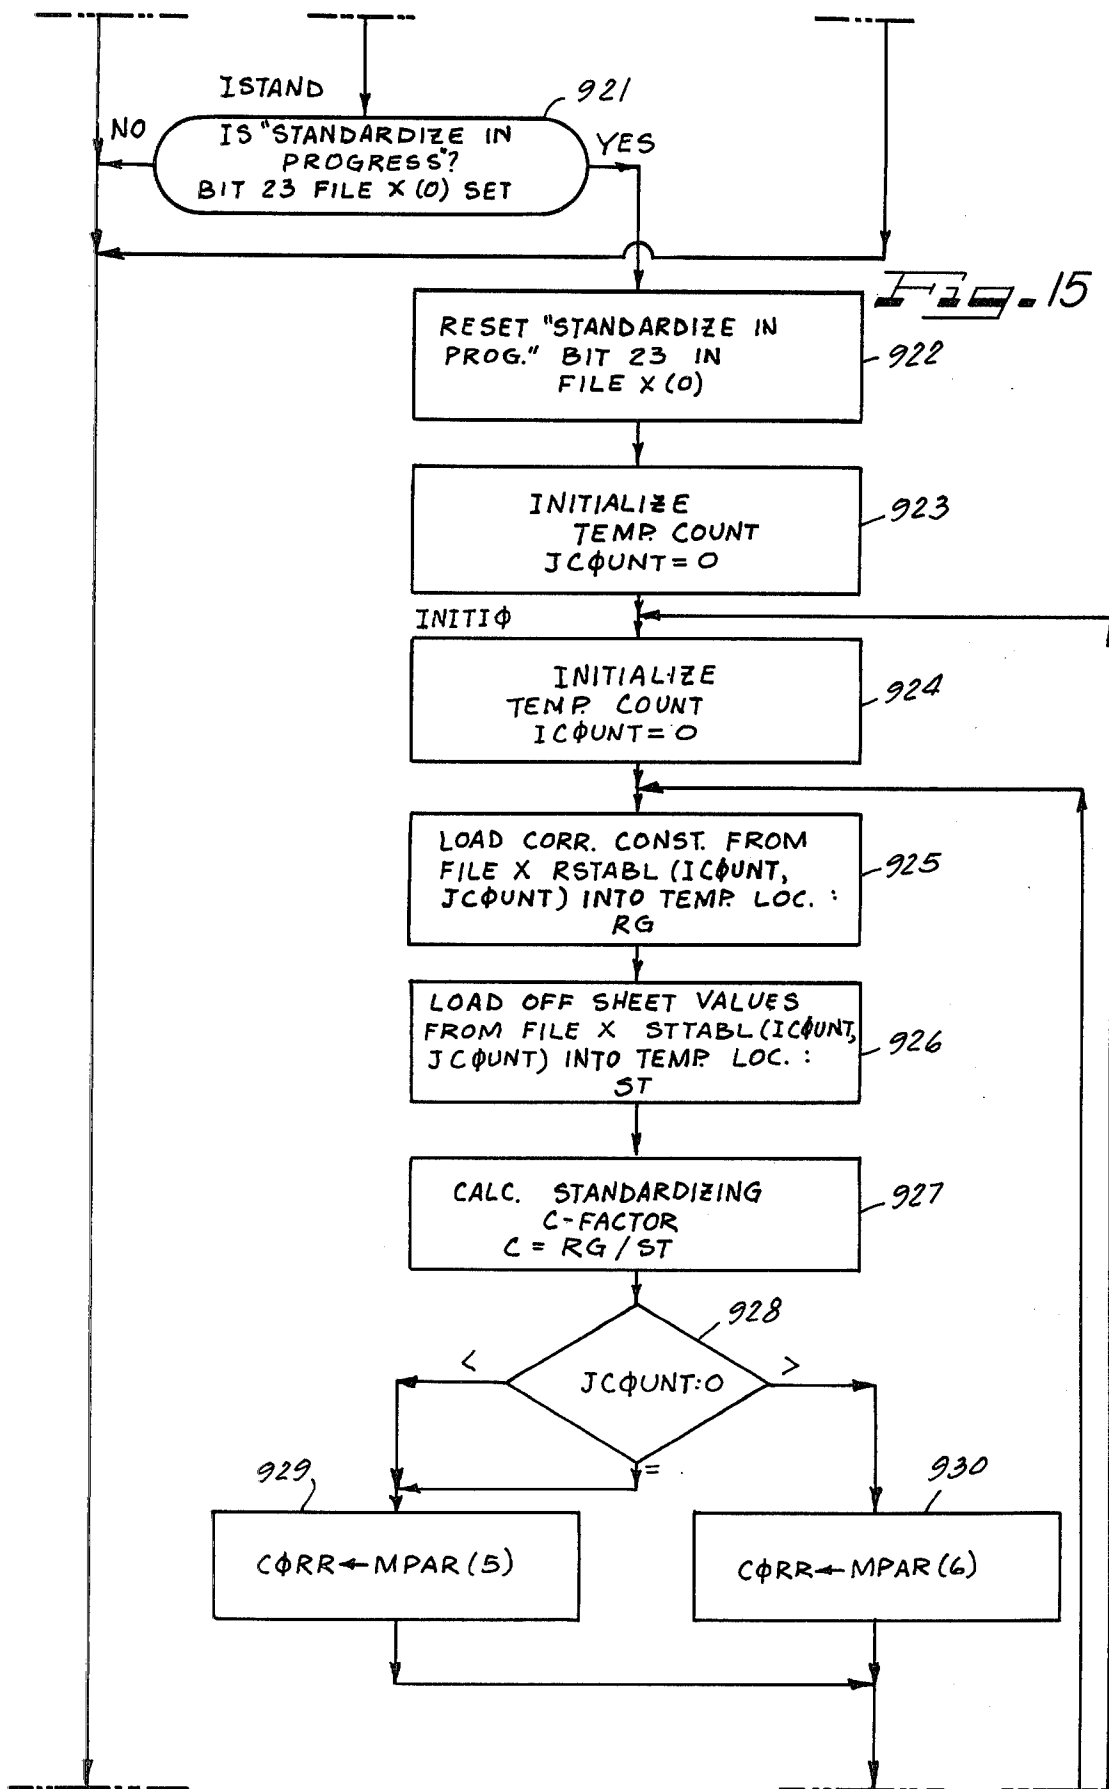 ISTAND
921
NO
IS "STANDARDIZE IN
PROGRESS"?
BIT 23 FILE X (0) SET
YES
Fig. 15
RESET "STANDARDIZE IN
PROG." BIT 23 IN
FILE X (0)
922
INITIALIZE
TEMP. COUNT
JCϕUNT = 0
923
INITIϕ
INITIALIZE
TEMP. COUNT
ICϕUNT = 0
924
LOAD CORR. CONST. FROM
FILE X RSTABL (ICϕUNT,
JCϕUNT) INTO TEMP. LOC. :
RG
925
LOAD OFF SHEET VALUES
FROM FILE X STTABL (ICϕUNT,
JCϕUNT) INTO TEMP. LOC. :
ST
926
CALC. STANDARDIZING
C-FACTOR
C = RG / ST
927
928
<
JCϕUNT:0
>
=
929
CϕRR ← MPAR (5)
930
CϕRR ← MPAR (6)